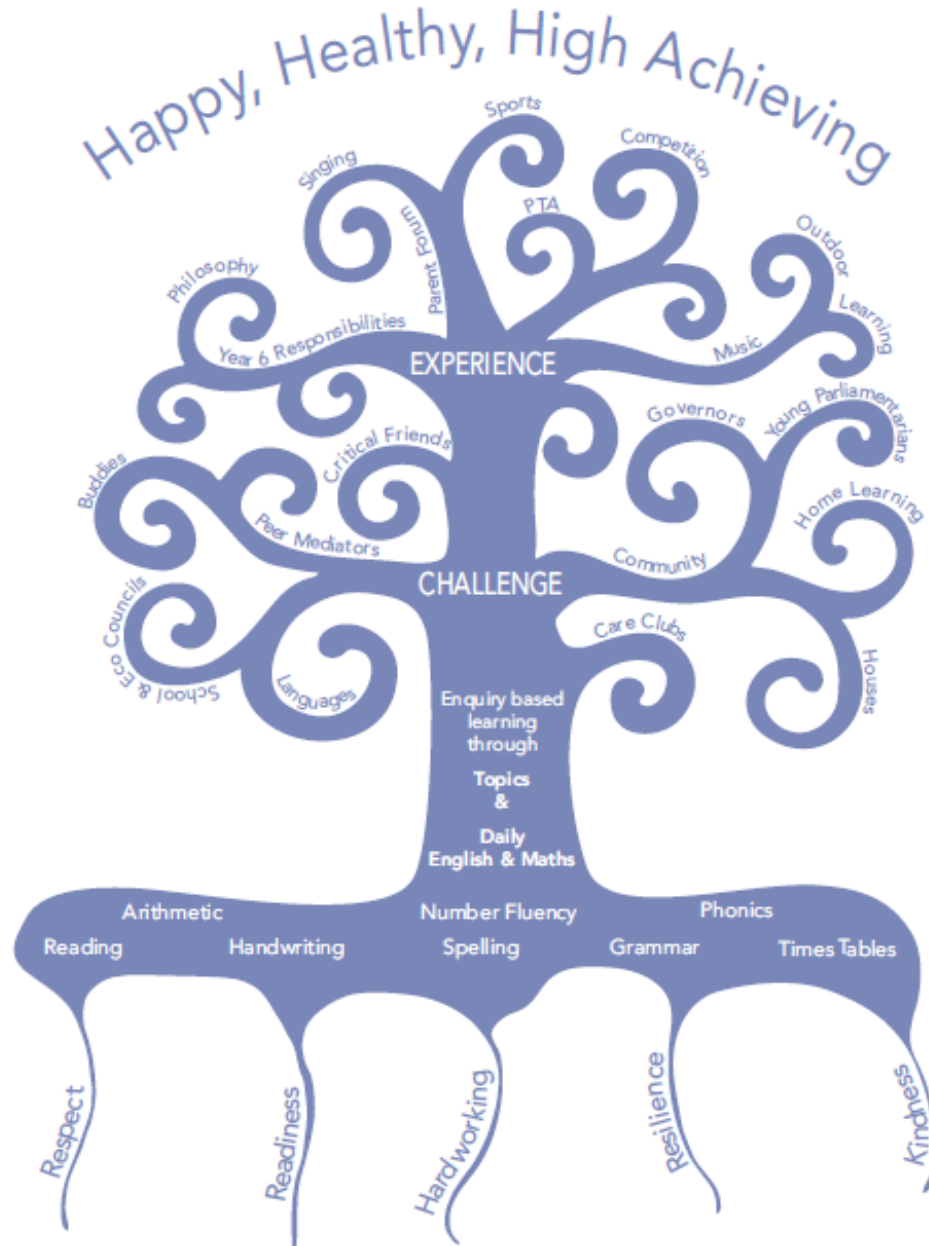 Happy, Healthy, High Achieving
Sports
Competition
Singing
PTA
Parent Forum
Outdoor Learning
Philosophy
Year 6 Responsibilities
Music
EXPERIENCE
Governors
Young Parliamentarians
Critical Friends
Buddies
Home Learning
Peer Mediators
Community
CHALLENGE
School & Eco Councils
Languages
Care Clubs
Houses
Enquiry based
learning
through
Topics
&
Daily
English & Maths
Arithmetic
Number Fluency
Phonics
Reading
Handwriting
Spelling
Grammar
Times Tables
Respect
Readiness
Hardworking
Resilience
Kindness